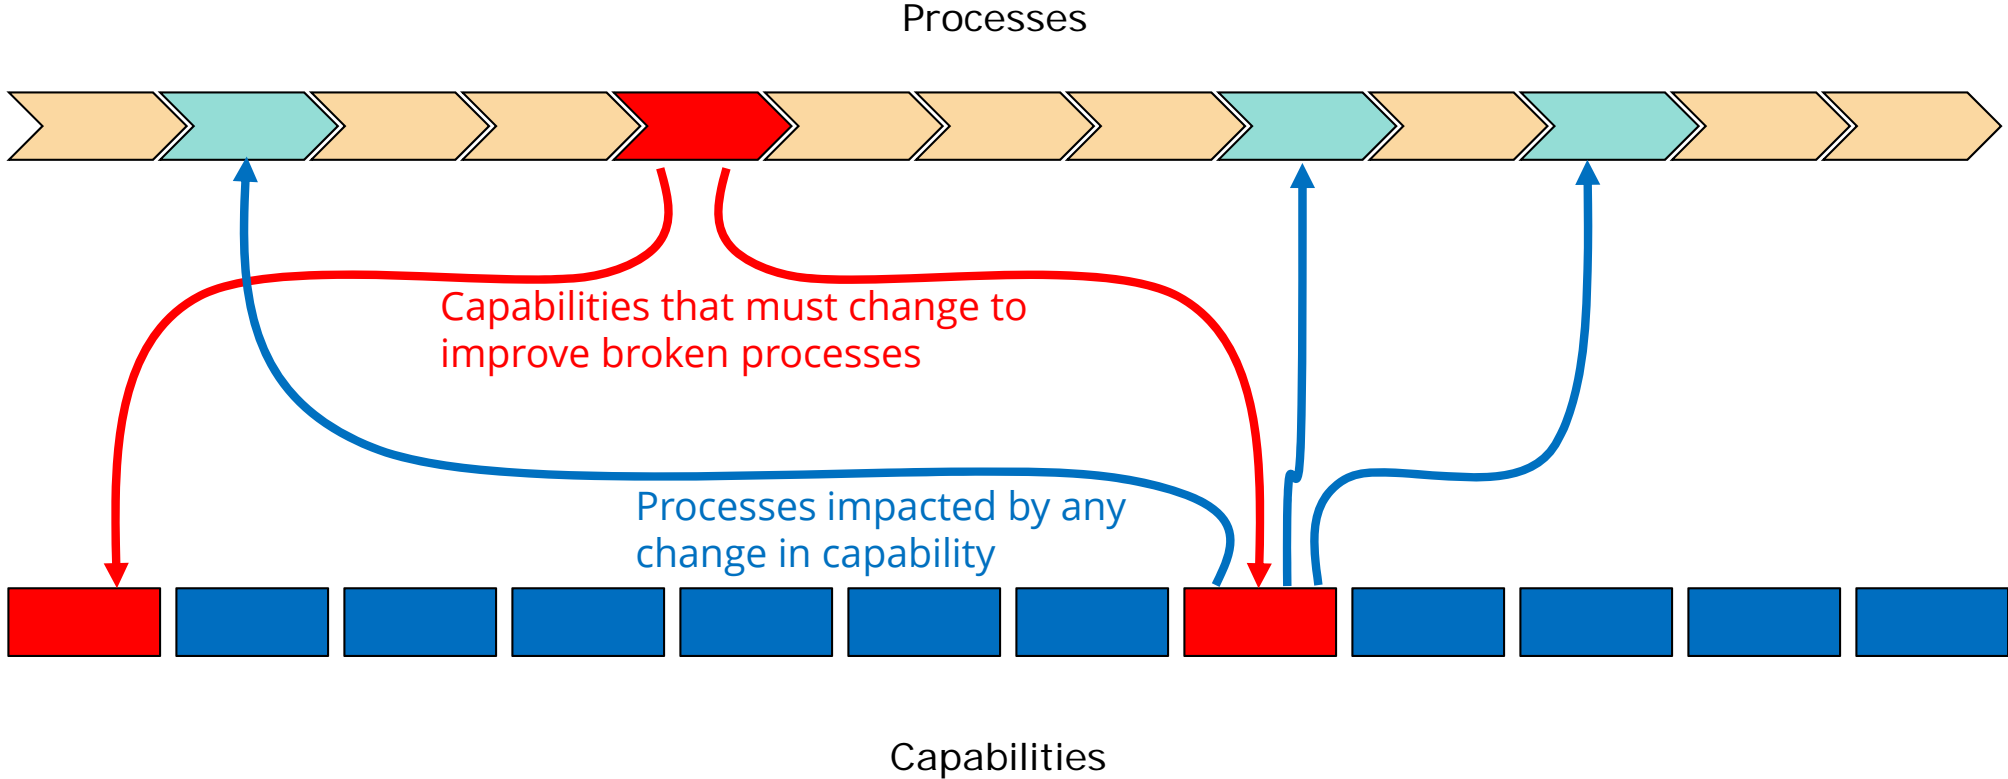 Processes
Capabilities that must change to
improve broken processes
Processes impacted by any
change in capability
Capabilities